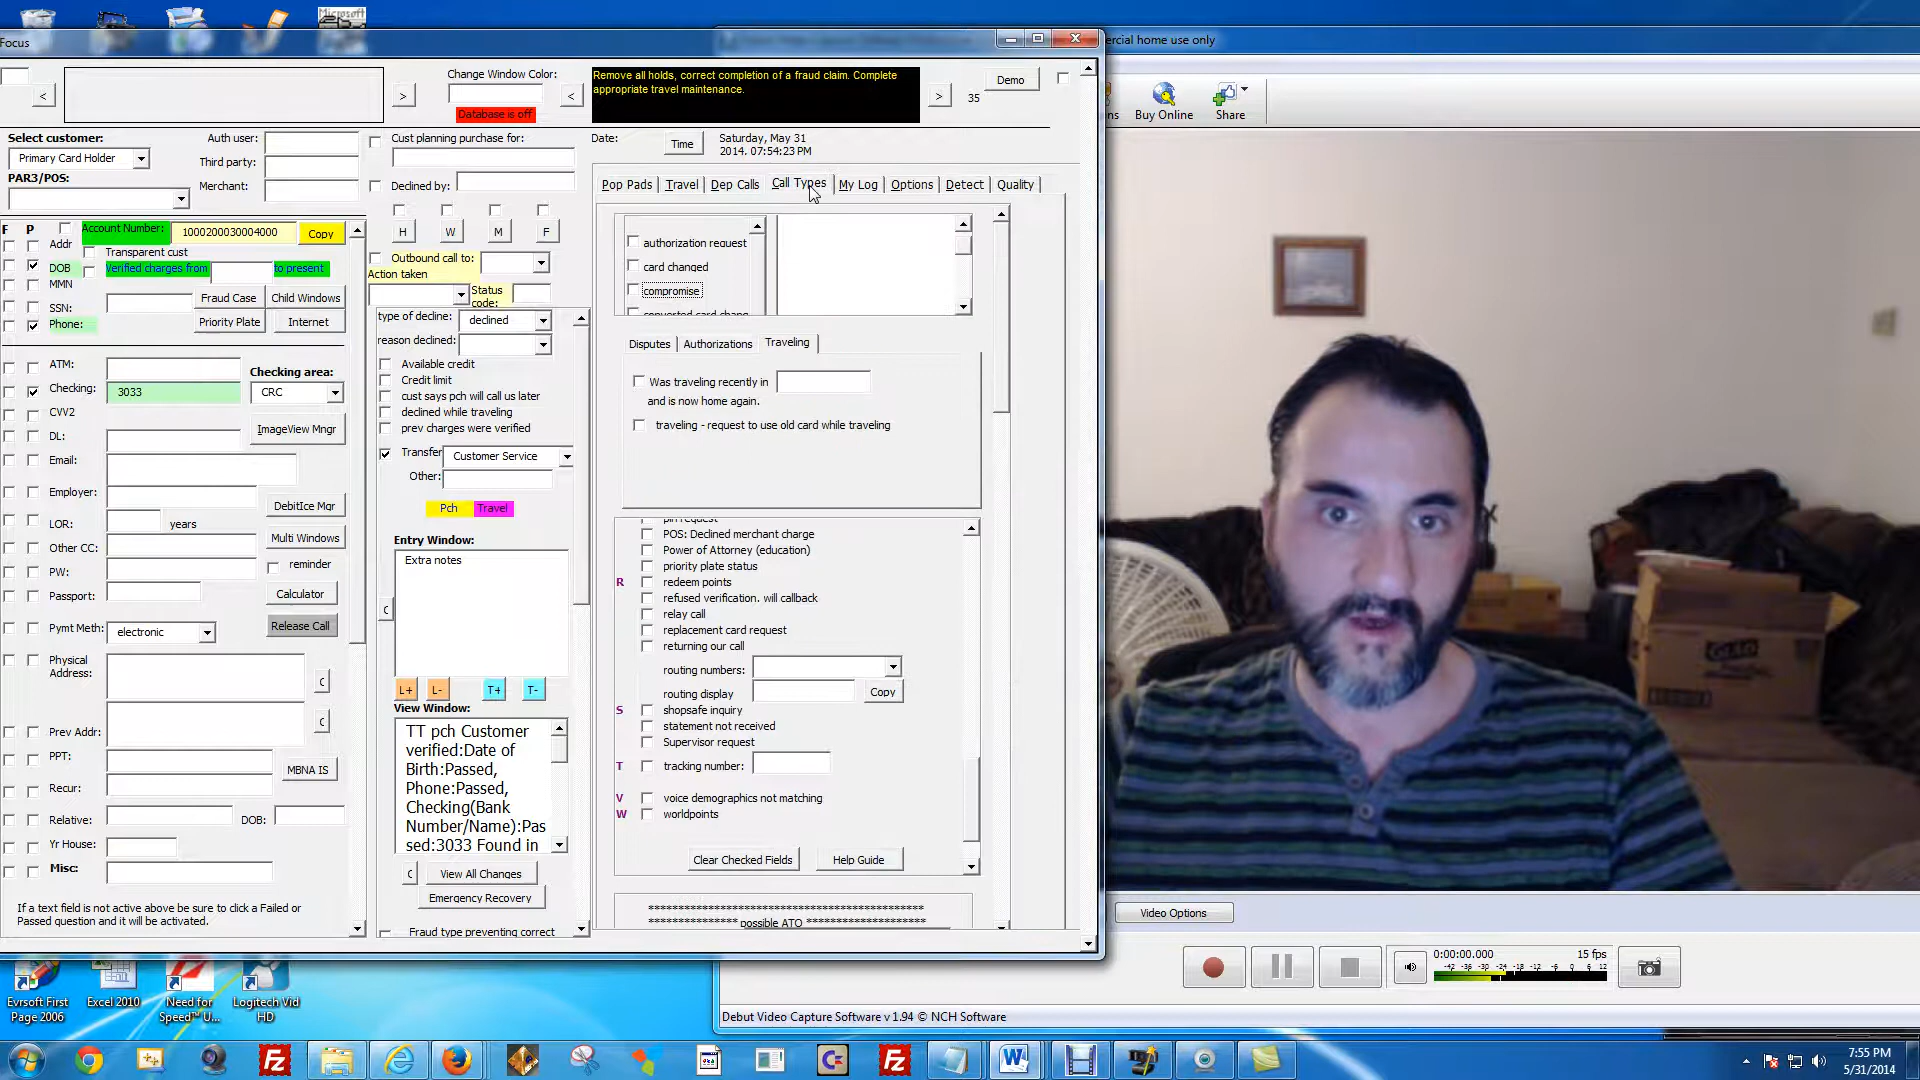 Microsoft
Focus
ercial home use only
Change Window Color:
Database is off
<
>
<
Remove all holds, correct completion of a fraud claim. Complete
appropriate travel maintenance.
>
35
Demo
Buy Online
Share
Select customer:
Primary Card Holder
PAR3/POS:
Auth user:
Third party:
Merchant:
Cust planning purchase for:
Declined by:
Date:
Time
Saturday, May 31
2014. 07:54:23 PM
Pop Pads
Travel
Dep Calls
Call Types
My Log
Options
Detect
Quality
F P
Account Number:
1000200030004000
Copy
Addr
Transparent cust
DOB
Verified charges from
to present
MMN
SSN:
Fraud Case
Child Windows
Phone:
Priority Plate
Internet
H
W
M
F
Outbound call to:
Action taken
Status
code:
authorization request
card changed
compromise
type of decline:
declined
reason declined:
Available credit
Credit limit
cust says pch will call us later
declined while traveling
prev charges were verified
Transfer
Customer Service
Other:
Pch
Travel
Disputes
Authorizations
Traveling
Was traveling recently in
and is now home again.
traveling - request to use old card while traveling
ATM:
Checking area:
Checking:
3033
CRC
CVV2
DL:
ImageView Mngr
Email:
Employer:
DebitIce Mgr
LOR:
years
Other CC:
Multi Windows
PW:
reminder
Passport:
Calculator
Pymt Meth:
electronic
Release Call
Physical
Address:
C
C
Prev Addr:
PPT:
MBNA IS
Recur:
Relative:
DOB:
Yr House:
Misc:
If a text field is not active above be sure to click a Failed or
Passed question and it will be activated.
Entry Window:
Extra notes
C
L+
L-
T+
T-
View Window:
TT pch Customer
verified:Date of
Birth:Passed,
Phone:Passed,
Checking(Bank
Number/Name):Pas
sed:3033 Found in
C
View All Changes
Emergency Recovery
Fraud type preventing correct
pin request
POS: Declined merchant charge
Power of Attorney (education)
priority plate status
R
redeem points
refused verification. will callback
relay call
replacement card request
returning our call
routing numbers:
routing display
Copy
S
shopsafe inquiry
statement not received
Supervisor request
T
tracking number:
V
voice demographics not matching
W
worldpoints
Clear Checked Fields
Help Guide
possible ATO
GLAD
Video Options
0:00:00.000
15 fps
-42 -36 -30 -24 -18 -12 -6 0 6 12
Evrsoft First
Page 2006
Excel 2010
Need for
Speed™ U...
Logitech Vid
HD
Debut Video Capture Software v 1.94 © NCH Software
7:55 PM
5/31/2014